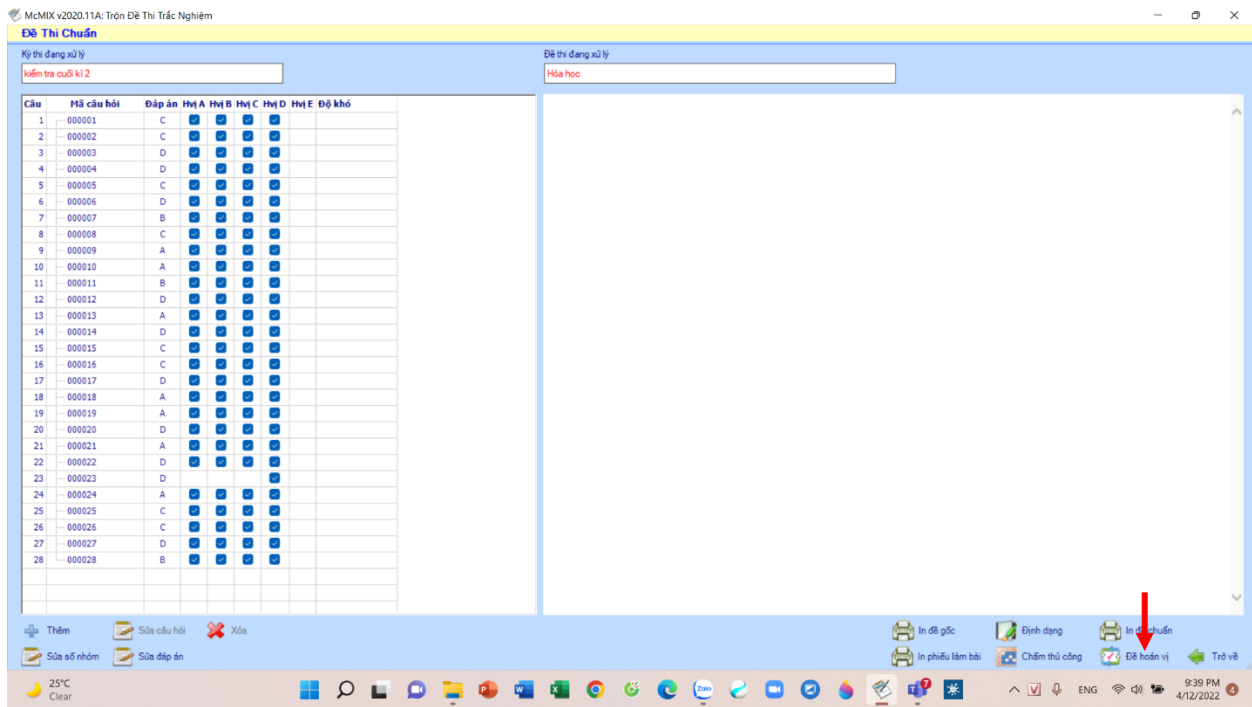 McMIX v2020.11A: Trộn Đề Thi Trắc Nghiệm
Đề Thi Chuẩn
Kỳ thi đang xử lý
Đề thi đang xử lý
kiểm tra cuối kì 2
Hóa học
Câu Mã câu hỏi Đáp án Hvị A Hvị B Hvị C Hvị D Hvị E Độ khó
1 000001 C
2 000002 C
3 000003 D
4 000004 D
5 000005 C
6 000006 D
7 000007 B
8 000008 C
9 000009 A
10 000010 A
11 000011 B
12 000012 D
13 000013 A
14 000014 D
15 000015 C
16 000016 C
17 000017 D
18 000018 A
19 000019 A
20 000020 D
21 000021 A
22 000022 D
23 000023 D
24 000024 A
25 000025 C
26 000026 C
27 000027 D
28 000028 B
Thêm Sửa câu hỏi Xóa In đề gốc Định dạng In đề chuẩn
Sửa số nhóm Sửa đáp án In phiếu làm bài Chấm thủ công Đề hoán vị Trở về
25°C
Clear
Zalo
7
V
ENG
9:39 PM
4/12/2022
4